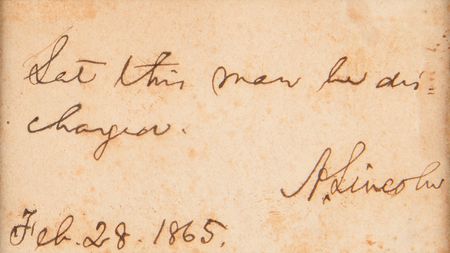 Let this man be dis-
charged.
A. Lincoln
Feb. 28. 1865.